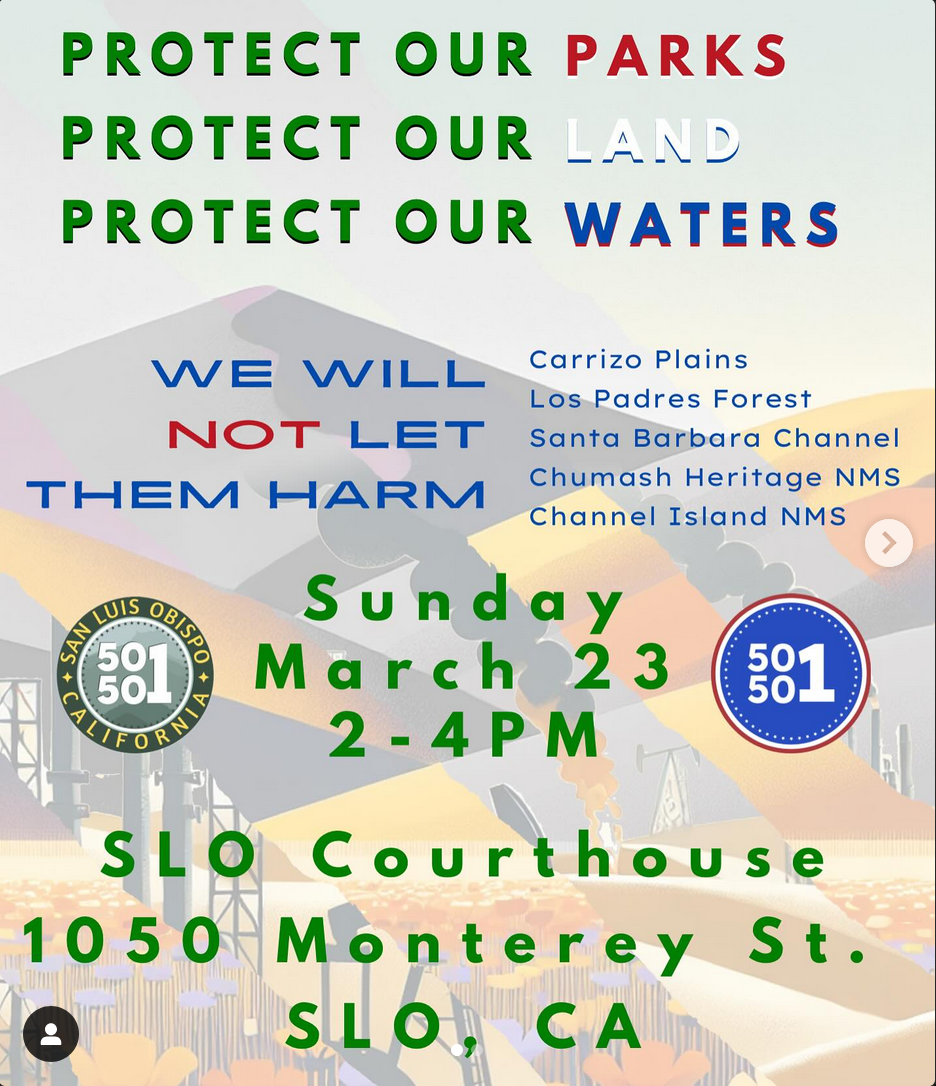 PROTECT OUR PARKS
PROTECT OUR LAND
PROTECT OUR WATERS
WE WILL
NOT LET
THEM HARM
Carrizo Plains
Los Padres Forest
Santa Barbara Channel
Chumash Heritage NMS
Channel Island NMS
Sunday
March 23
2-4PM
SAN LUIS OBISPO
50
50
1
CALIFORNIA
50
50
1
SLO Courthouse
1050 Monterey St.
SLO, CA